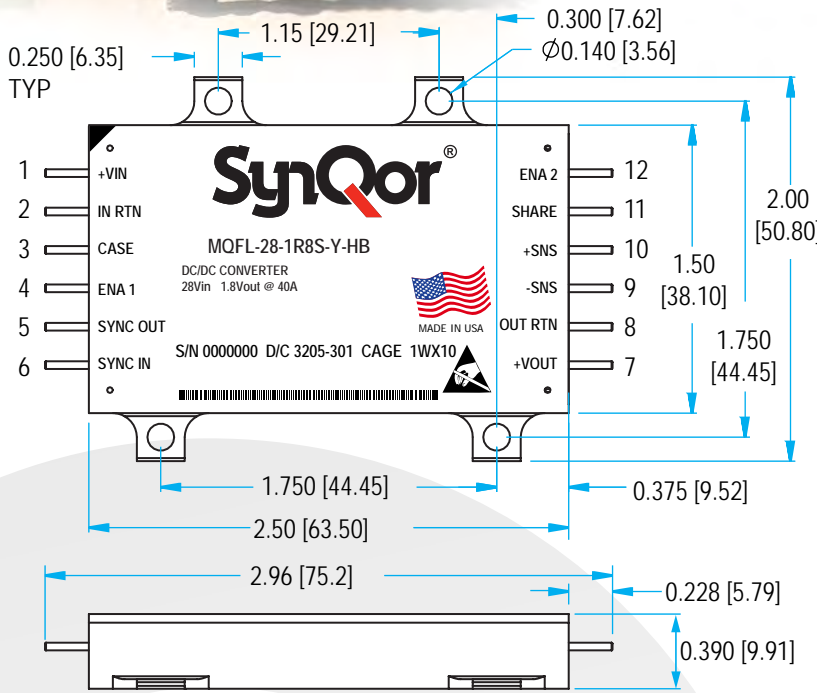 1.15 [29.21]
0.300 [7.62]
0.250 [6.35]
TYP
Ø0.140 [3.56]
SynQor®
1 +VIN
2 IN RTN
3 CASE
4 ENA 1
5 SYNC OUT
6 SYNC IN
ENA 2 12
SHARE 11
+SNS 10
-SNS 9
OUT RTN 8
+VOUT 7
MQFL-28-1R8S-Y-HB
DC/DC CONVERTER
28Vin 1.8Vout @ 40A
MADE IN USA
S/N 0000000 D/C 3205-301 CAGE 1WX10
2.00
[50.80]
1.50
[38.10]
1.750
[44.45]
1.750 [44.45]
0.375 [9.52]
2.50 [63.50]
2.96 [75.2]
0.228 [5.79]
0.390 [9.91]